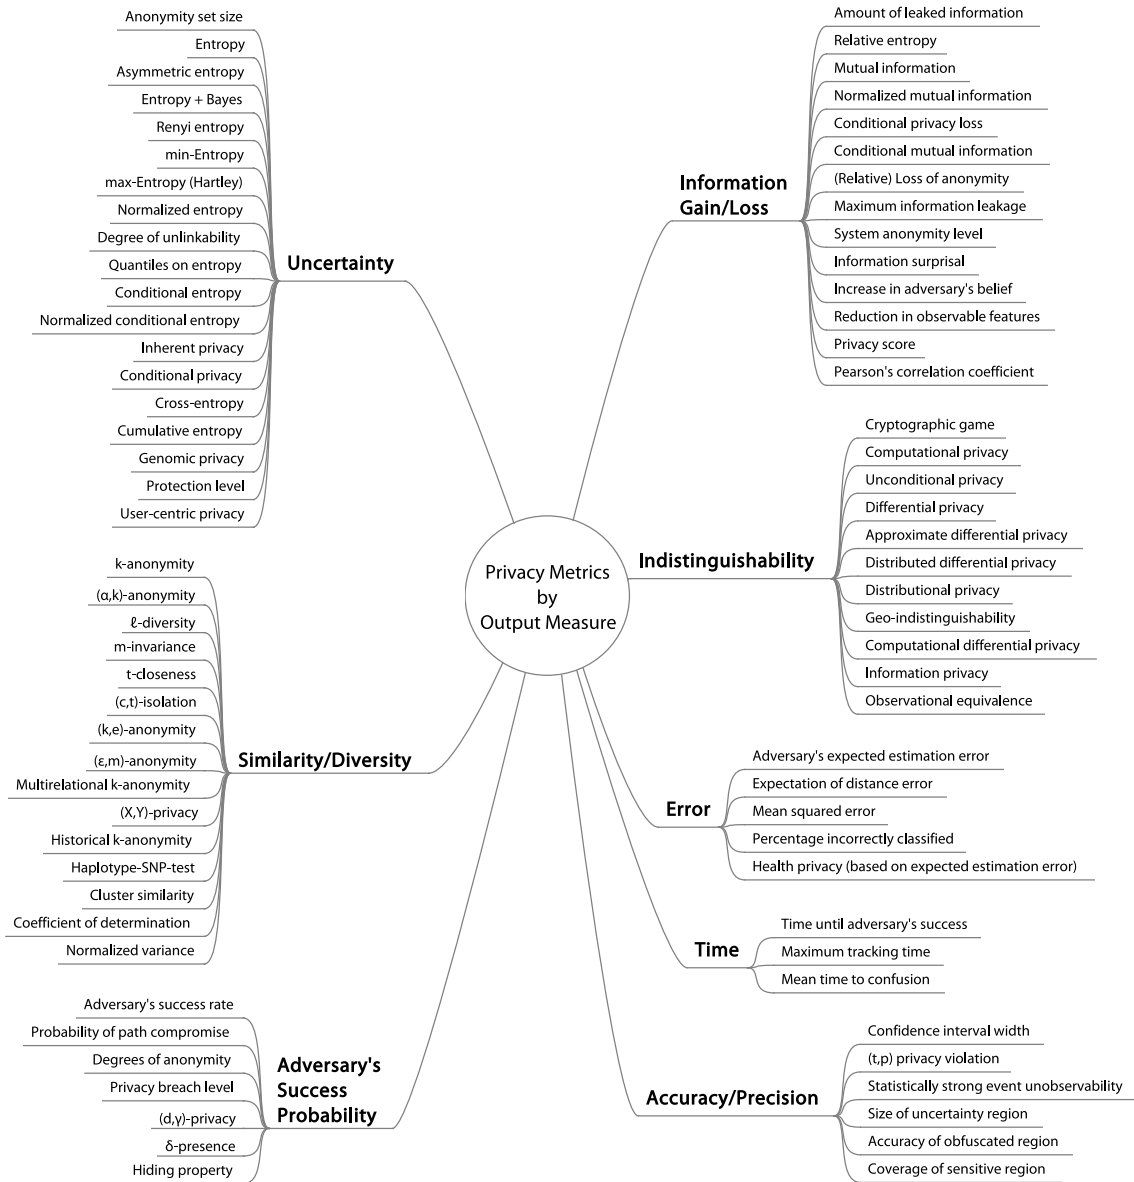 Privacy Metrics
by
Output Measure
Uncertainty
Anonymity set size
Entropy
Asymmetric entropy
Entropy + Bayes
Renyi entropy
min-Entropy
max-Entropy (Hartley)
Normalized entropy
Degree of unlinkability
Quantiles on entropy
Conditional entropy
Normalized conditional entropy
Inherent privacy
Conditional privacy
Cross-entropy
Cumulative entropy
Genomic privacy
Protection level
User-centric privacy
Similarity/Diversity
k-anonymity
(α,k)-anonymity
ℓ-diversity
m-invariance
t-closeness
(c,t)-isolation
(k,e)-anonymity
(ε,m)-anonymity
Multirelational k-anonymity
(X,Y)-privacy
Historical k-anonymity
Haplotype-SNP-test
Cluster similarity
Coefficient of determination
Normalized variance
Adversary's
Success
Probability
Adversary's success rate
Probability of path compromise
Degrees of anonymity
Privacy breach level
(d,γ)-privacy
δ-presence
Hiding property
Information
Gain/Loss
Amount of leaked information
Relative entropy
Mutual information
Normalized mutual information
Conditional privacy loss
Conditional mutual information
(Relative) Loss of anonymity
Maximum information leakage
System anonymity level
Information surprisal
Increase in adversary's belief
Reduction in observable features
Privacy score
Pearson's correlation coefficient
Indistinguishability
Cryptographic game
Computational privacy
Unconditional privacy
Differential privacy
Approximate differential privacy
Distributed differential privacy
Distributional privacy
Geo-indistinguishability
Computational differential privacy
Information privacy
Observational equivalence
Error
Adversary's expected estimation error
Expectation of distance error
Mean squared error
Percentage incorrectly classified
Health privacy (based on expected estimation error)
Time
Time until adversary's success
Maximum tracking time
Mean time to confusion
Accuracy/Precision
Confidence interval width
(t,p) privacy violation
Statistically strong event unobservability
Size of uncertainty region
Accuracy of obfuscated region
Coverage of sensitive region